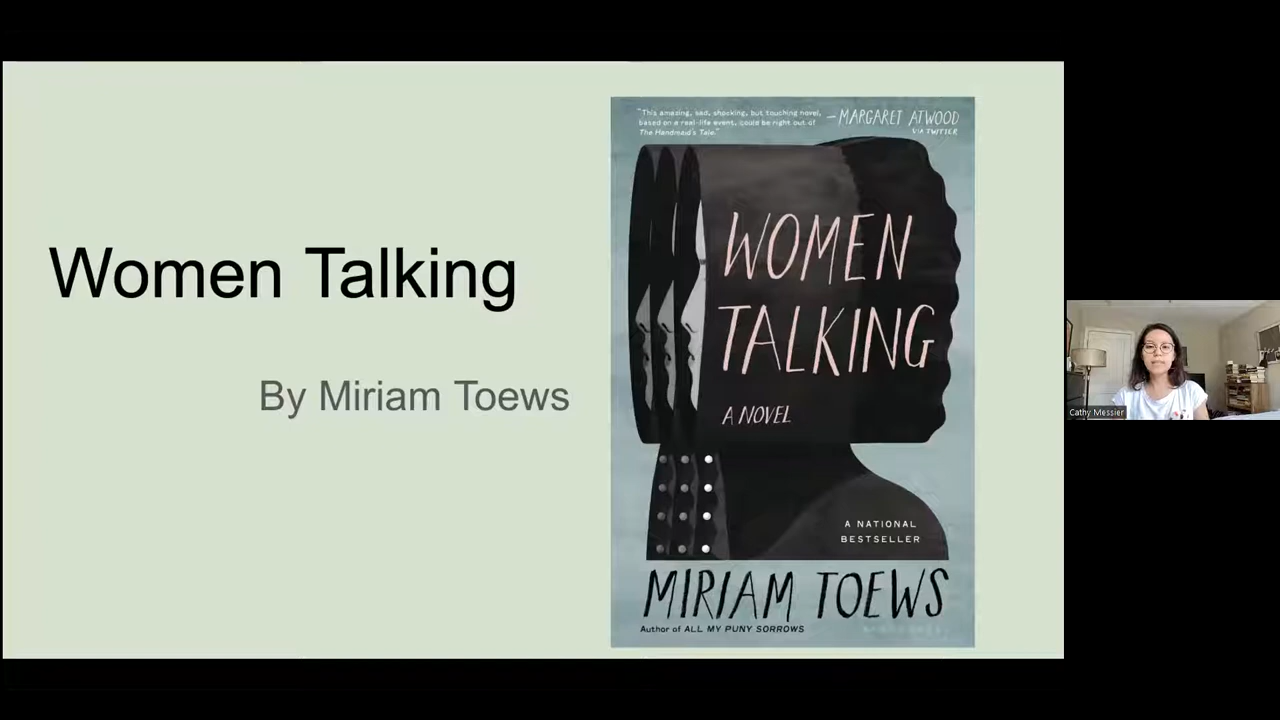 Women Talking
By Miriam Toews
"This amazing, sad, shocking, but touching novel,
based on a real-life event, could be right out of
The Handmaid's Tale."
—MARGARET ATWOOD
VIA TWITTER
WOMEN
TALKING
A NOVEL
A NATIONAL
BESTSELLER
MIRIAM TOEWS
Author of ALL MY PUNY SORROWS
Cathy Messier